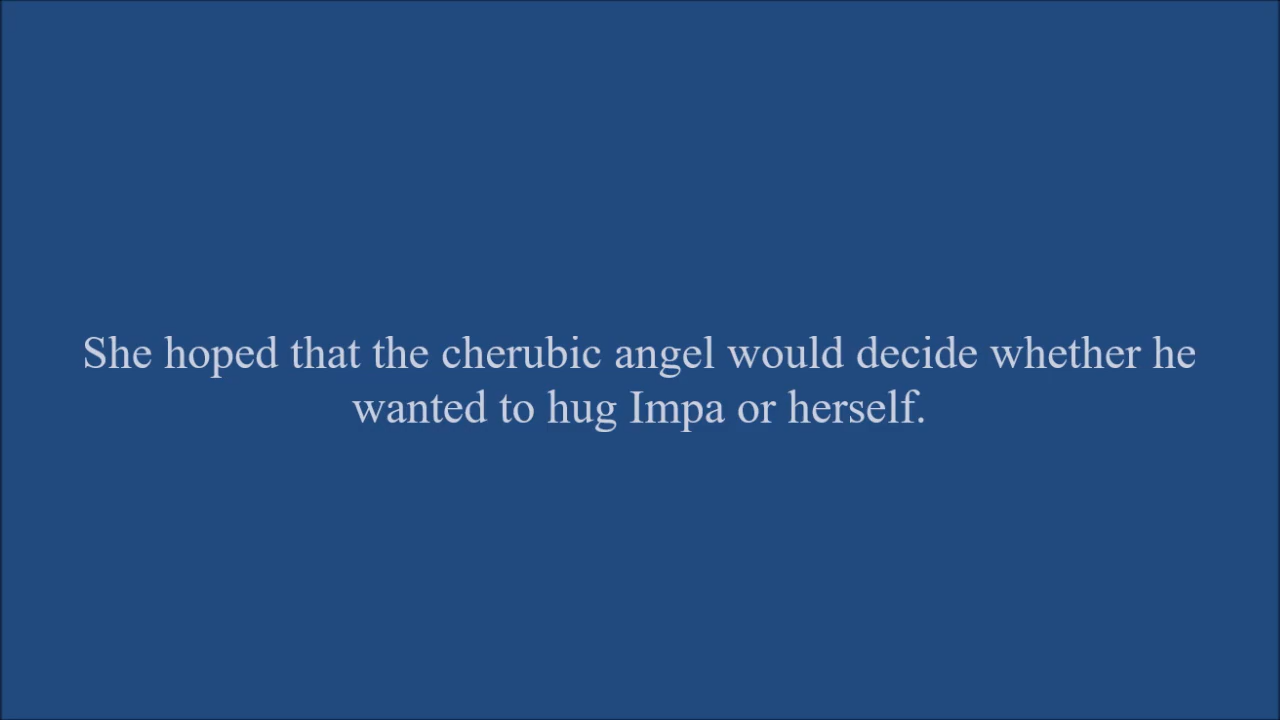 She hoped that the cherubic angel would decide whether he
wanted to hug Impa or herself.